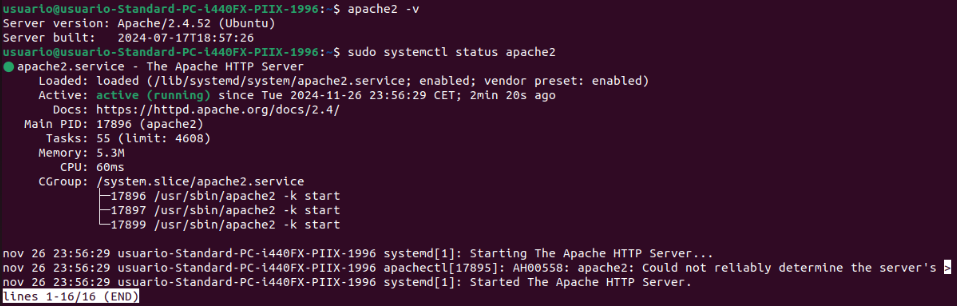 usuario@usuario-Standard-PC-i440FX-PIIX-1996:~$ apache2 -v
Server version: Apache/2.4.52 (Ubuntu)
Server built:   2024-07-17T18:57:26
usuario@usuario-Standard-PC-i440FX-PIIX-1996:~$ sudo systemctl status apache2
● apache2.service - The Apache HTTP Server
     Loaded: loaded (/lib/systemd/system/apache2.service; enabled; vendor preset: enabled)
     Active: active (running) since Tue 2024-11-26 23:56:29 CET; 2min 20s ago
       Docs: https://httpd.apache.org/docs/2.4/
   Main PID: 17896 (apache2)
      Tasks: 55 (limit: 4608)
     Memory: 5.3M
        CPU: 60ms
     CGroup: /system.slice/apache2.service
             ├─17896 /usr/sbin/apache2 -k start
             ├─17897 /usr/sbin/apache2 -k start
             └─17899 /usr/sbin/apache2 -k start
nov 26 23:56:29 usuario-Standard-PC-i440FX-PIIX-1996 systemd[1]: Starting The Apache HTTP Server...
nov 26 23:56:29 usuario-Standard-PC-i440FX-PIIX-1996 apachectl[17895]: AH00558: apache2: Could not reliably determine the server's >
nov 26 23:56:29 usuario-Standard-PC-i440FX-PIIX-1996 systemd[1]: Started The Apache HTTP Server.
lines 1-16/16 (END)